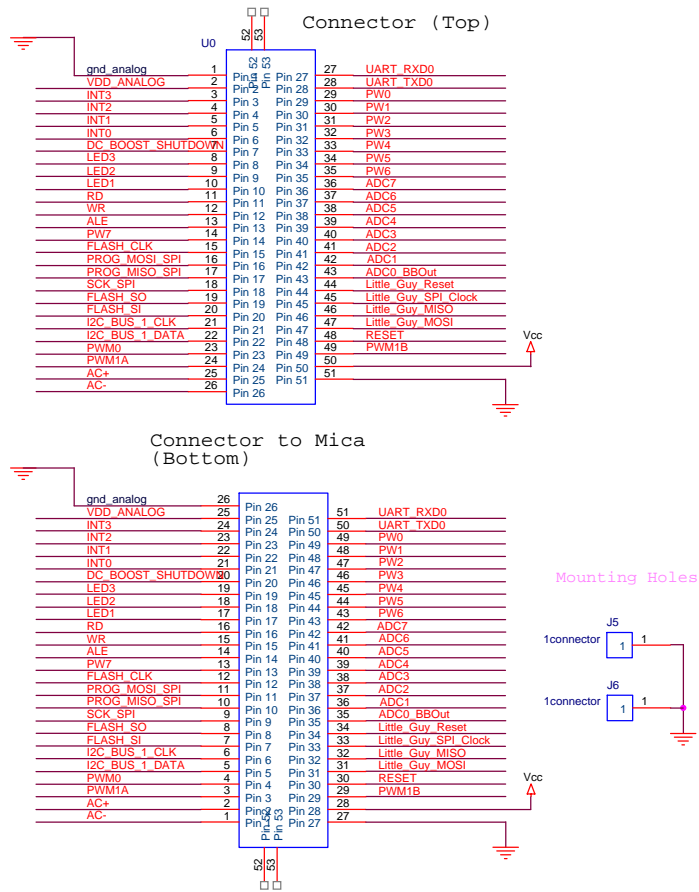 Connector (Top)
52 53
U0
Pin 52 Pin 53
gnd_analog 1 Pin 1 Pin 27 27 UART_RXD0
VDD_ANALOG 2 Pin 2 Pin 28 28 UART_TXD0
INT3 3 Pin 3 Pin 29 29 PW0
INT2 4 Pin 4 Pin 30 30 PW1
INT1 5 Pin 5 Pin 31 31 PW2
INT0 6 Pin 6 Pin 32 32 PW3
DC_BOOST_SHUTDOWN 7 Pin 7 Pin 33 33 PW4
LED3 8 Pin 8 Pin 34 34 PW5
LED2 9 Pin 9 Pin 35 35 PW6
LED1 10 Pin 10 Pin 36 36 ADC7
RD 11 Pin 11 Pin 37 37 ADC6
WR 12 Pin 12 Pin 38 38 ADC5
ALE 13 Pin 13 Pin 39 39 ADC4
PW7 14 Pin 14 Pin 40 40 ADC3
FLASH_CLK 15 Pin 15 Pin 41 41 ADC2
PROG_MOSI_SPI 16 Pin 16 Pin 42 42 ADC1
PROG_MISO_SPI 17 Pin 17 Pin 43 43 ADC0_BBOut
SCK_SPI 18 Pin 18 Pin 44 44 Little_Guy_Reset
FLASH_SO 19 Pin 19 Pin 45 45 Little_Guy_SPI_Clock
FLASH_SI 20 Pin 20 Pin 46 46 Little_Guy_MISO
I2C_BUS_1_CLK 21 Pin 21 Pin 47 47 Little_Guy_MOSI
I2C_BUS_1_DATA 22 Pin 22 Pin 48 48 RESET
PWM0 23 Pin 23 Pin 49 49 PWM1B
PWM1A 24 Pin 24 Pin 50 50 Vcc
AC+ 25 Pin 25 Pin 51 51
AC- 26 Pin 26
Connector to Mica
(Bottom)
gnd_analog 26 Pin 26
VDD_ANALOG 25 Pin 25 Pin 51 51 UART_RXD0
INT3 24 Pin 24 Pin 50 50 UART_TXD0
INT2 23 Pin 23 Pin 49 49 PW0
INT1 22 Pin 22 Pin 48 48 PW1
INT0 21 Pin 21 Pin 47 47 PW2
DC_BOOST_SHUTDOWN 20 Pin 20 Pin 46 46 PW3
LED3 19 Pin 19 Pin 45 45 PW4
LED2 18 Pin 18 Pin 44 44 PW5
LED1 17 Pin 17 Pin 43 43 PW6
RD 16 Pin 16 Pin 42 42 ADC7
WR 15 Pin 15 Pin 41 41 ADC6
ALE 14 Pin 14 Pin 40 40 ADC5
PW7 13 Pin 13 Pin 39 39 ADC4
FLASH_CLK 12 Pin 12 Pin 38 38 ADC3
PROG_MOSI_SPI 11 Pin 11 Pin 37 37 ADC2
PROG_MISO_SPI 10 Pin 10 Pin 36 36 ADC1
SCK_SPI 9 Pin 9 Pin 35 35 ADC0_BBOut
FLASH_SO 8 Pin 8 Pin 34 34 Little_Guy_Reset
FLASH_SI 7 Pin 7 Pin 33 33 Little_Guy_SPI_Clock
I2C_BUS_1_CLK 6 Pin 6 Pin 32 32 Little_Guy_MISO
I2C_BUS_1_DATA 5 Pin 5 Pin 31 31 Little_Guy_MOSI
PWM0 4 Pin 4 Pin 30 30 RESET
PWM1A 3 Pin 3 Pin 29 29 PWM1B
AC+ 2 Pin 2 Pin 28 28 Vcc
AC- 1 Pin 1 Pin 27 27
Pin 52 Pin 53
52 53
Mounting Holes
J5
1connector 1 1
J6
1connector 1 1